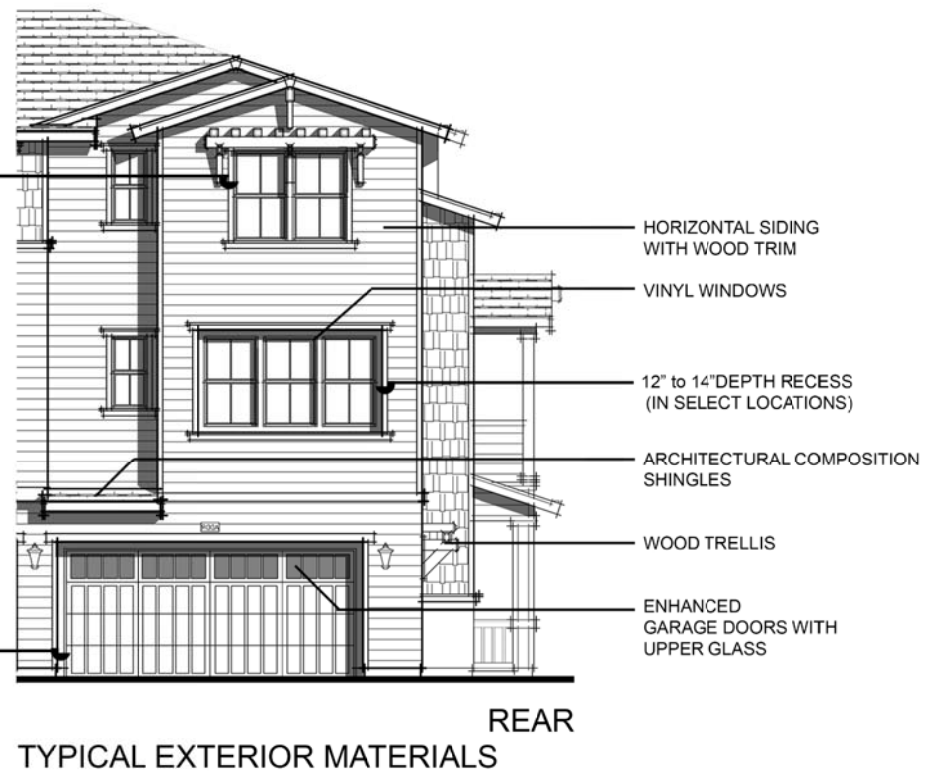 HORIZONTAL SIDING
WITH WOOD TRIM
VINYL WINDOWS
12" to 14"DEPTH RECESS
(IN SELECT LOCATIONS)
ARCHITECTURAL COMPOSITION
SHINGLES
WOOD TRELLIS
ENHANCED
GARAGE DOORS WITH
UPPER GLASS
REAR
TYPICAL EXTERIOR MATERIALS